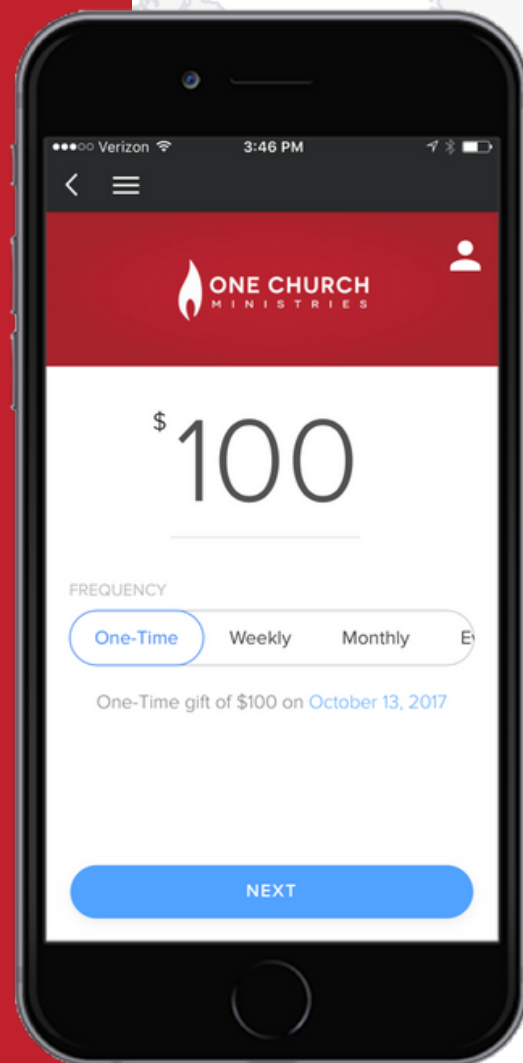 Verizon 3:46 PM
ONE CHURCH
MINISTRIES
$100
FREQUENCY
One-Time Weekly Monthly Ev
One-Time gift of $100 on October 13, 2017
NEXT